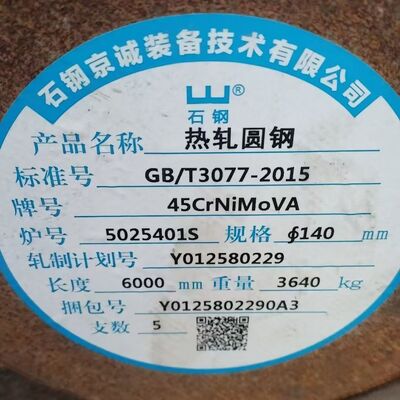 石钢京诚装备技术有限公司
®
石钢
产品名称 热轧圆钢
标准号 GB/T3077-2015
牌号 45CrNiMoVA
炉号 5025401S 规格 ϕ140 mm
轧制计划号 Y012580229
长度 6000 mm 重量 3640 kg
捆包号 Y0125802290A3
支数 5